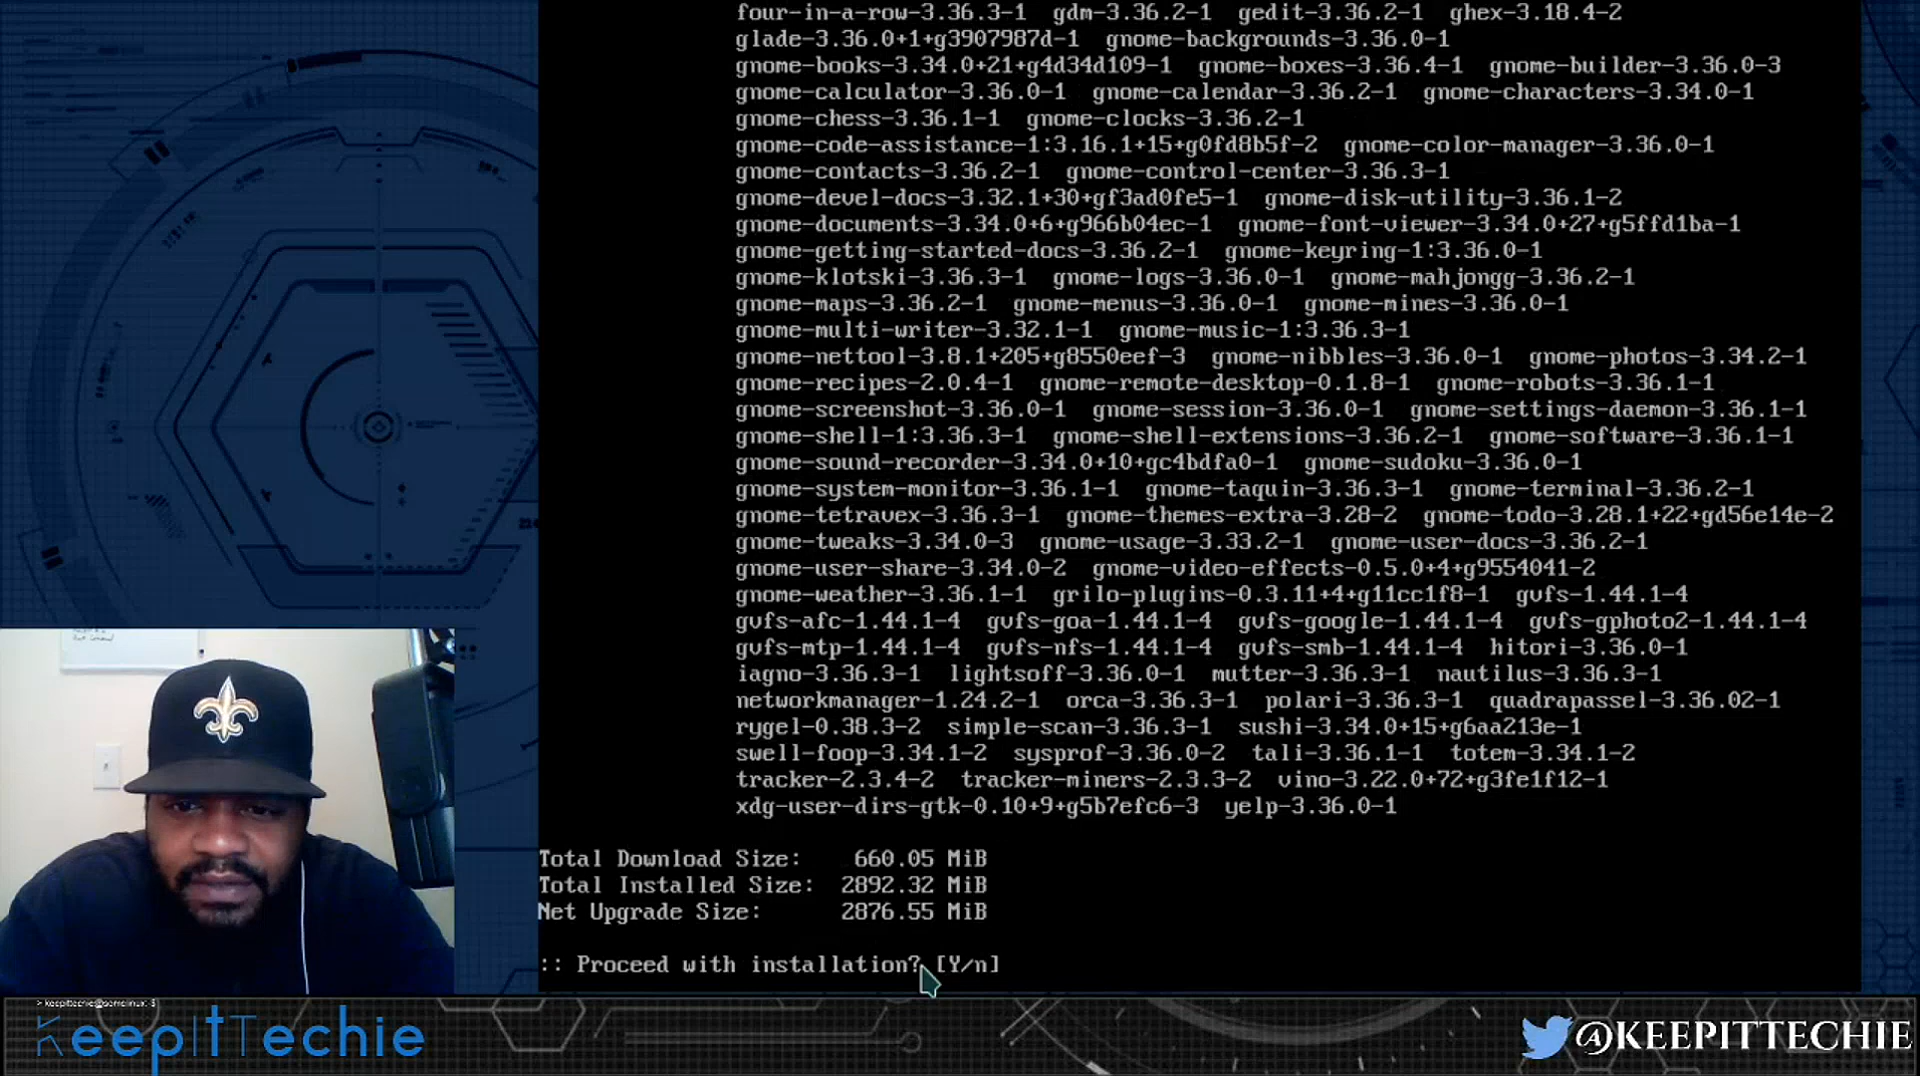 four-in-a-row-3.36.3-1 gdm-3.36.2-1 gedit-3.36.2-1 ghex-3.18.4-2
glade-3.36.0+1+g3907987d-1 gnome-backgrounds-3.36.0-1
gnome-books-3.34.0+21+g4d34d109-1 gnome-boxes-3.36.4-1 gnome-builder-3.36.0-3
gnome-calculator-3.36.0-1 gnome-calendar-3.36.2-1 gnome-characters-3.34.0-1
gnome-chess-3.36.1-1 gnome-clocks-3.36.2-1
gnome-code-assistance-1:3.16.1+15+g0fd8b5f-2 gnome-color-manager-3.36.0-1
gnome-contacts-3.36.2-1 gnome-control-center-3.36.3-1
gnome-devel-docs-3.32.1+30+gf3ad0fe5-1 gnome-disk-utility-3.36.1-2
gnome-documents-3.34.0+6+g966b04ec-1 gnome-font-viewer-3.34.0+27+g5ffd1ba-1
gnome-getting-started-docs-3.36.2-1 gnome-keyring-1:3.36.0-1
gnome-klotski-3.36.3-1 gnome-logs-3.36.0-1 gnome-mahjongg-3.36.2-1
gnome-maps-3.36.2-1 gnome-menus-3.36.0-1 gnome-mines-3.36.0-1
gnome-multi-writer-3.32.1-1 gnome-music-1:3.36.3-1
gnome-nettool-3.8.1+205+g8550eef-3 gnome-nibbles-3.36.0-1 gnome-photos-3.34.2-1
gnome-recipes-2.0.4-1 gnome-remote-desktop-0.1.8-1 gnome-robots-3.36.1-1
gnome-screenshot-3.36.0-1 gnome-session-3.36.0-1 gnome-settings-daemon-3.36.1-1
gnome-shell-1:3.36.3-1 gnome-shell-extensions-3.36.2-1 gnome-software-3.36.1-1
gnome-sound-recorder-3.34.0+10+gc4bdfa0-1 gnome-sudoku-3.36.0-1
gnome-system-monitor-3.36.1-1 gnome-taquin-3.36.3-1 gnome-terminal-3.36.2-1
gnome-tetravex-3.36.3-1 gnome-themes-extra-3.28-2 gnome-todo-3.28.1+22+gd56e14e-2
gnome-tweaks-3.34.0-3 gnome-usage-3.33.2-1 gnome-user-docs-3.36.2-1
gnome-user-share-3.34.0-2 gnome-video-effects-0.5.0+4+g9554041-2
gnome-weather-3.36.1-1 grilo-plugins-0.3.11+4+g11cc1f8-1 gvfs-1.44.1-4
gvfs-afc-1.44.1-4 gvfs-goa-1.44.1-4 gvfs-google-1.44.1-4 gvfs-gphoto2-1.44.1-4
gvfs-mtp-1.44.1-4 gvfs-nfs-1.44.1-4 gvfs-smb-1.44.1-4 hitori-3.36.0-1
iagno-3.36.3-1 lightsoff-3.36.0-1 mutter-3.36.3-1 nautilus-3.36.3-1
networkmanager-1.24.2-1 orca-3.36.3-1 polari-3.36.3-1 quadrapassel-3.36.02-1
rygel-0.38.3-2 simple-scan-3.36.3-1 sushi-3.34.0+15+g6aa213e-1
swell-foop-3.34.1-2 sysprof-3.36.0-2 tali-3.36.1-1 totem-3.34.1-2
tracker-2.3.4-2 tracker-miners-2.3.3-2 vino-3.22.0+72+g3fe1f12-1
xdg-user-dirs-gtk-0.10+9+g5b7efc6-3 yelp-3.36.0-1
Total Download Size: 660.05 MiB
Total Installed Size: 2892.32 MiB
Net Upgrade Size: 2876.55 MiB
:: Proceed with installation? [Y/n]
> keepittechie@somelinux:-$
KeepItTechie
@KEEPITTECHIE